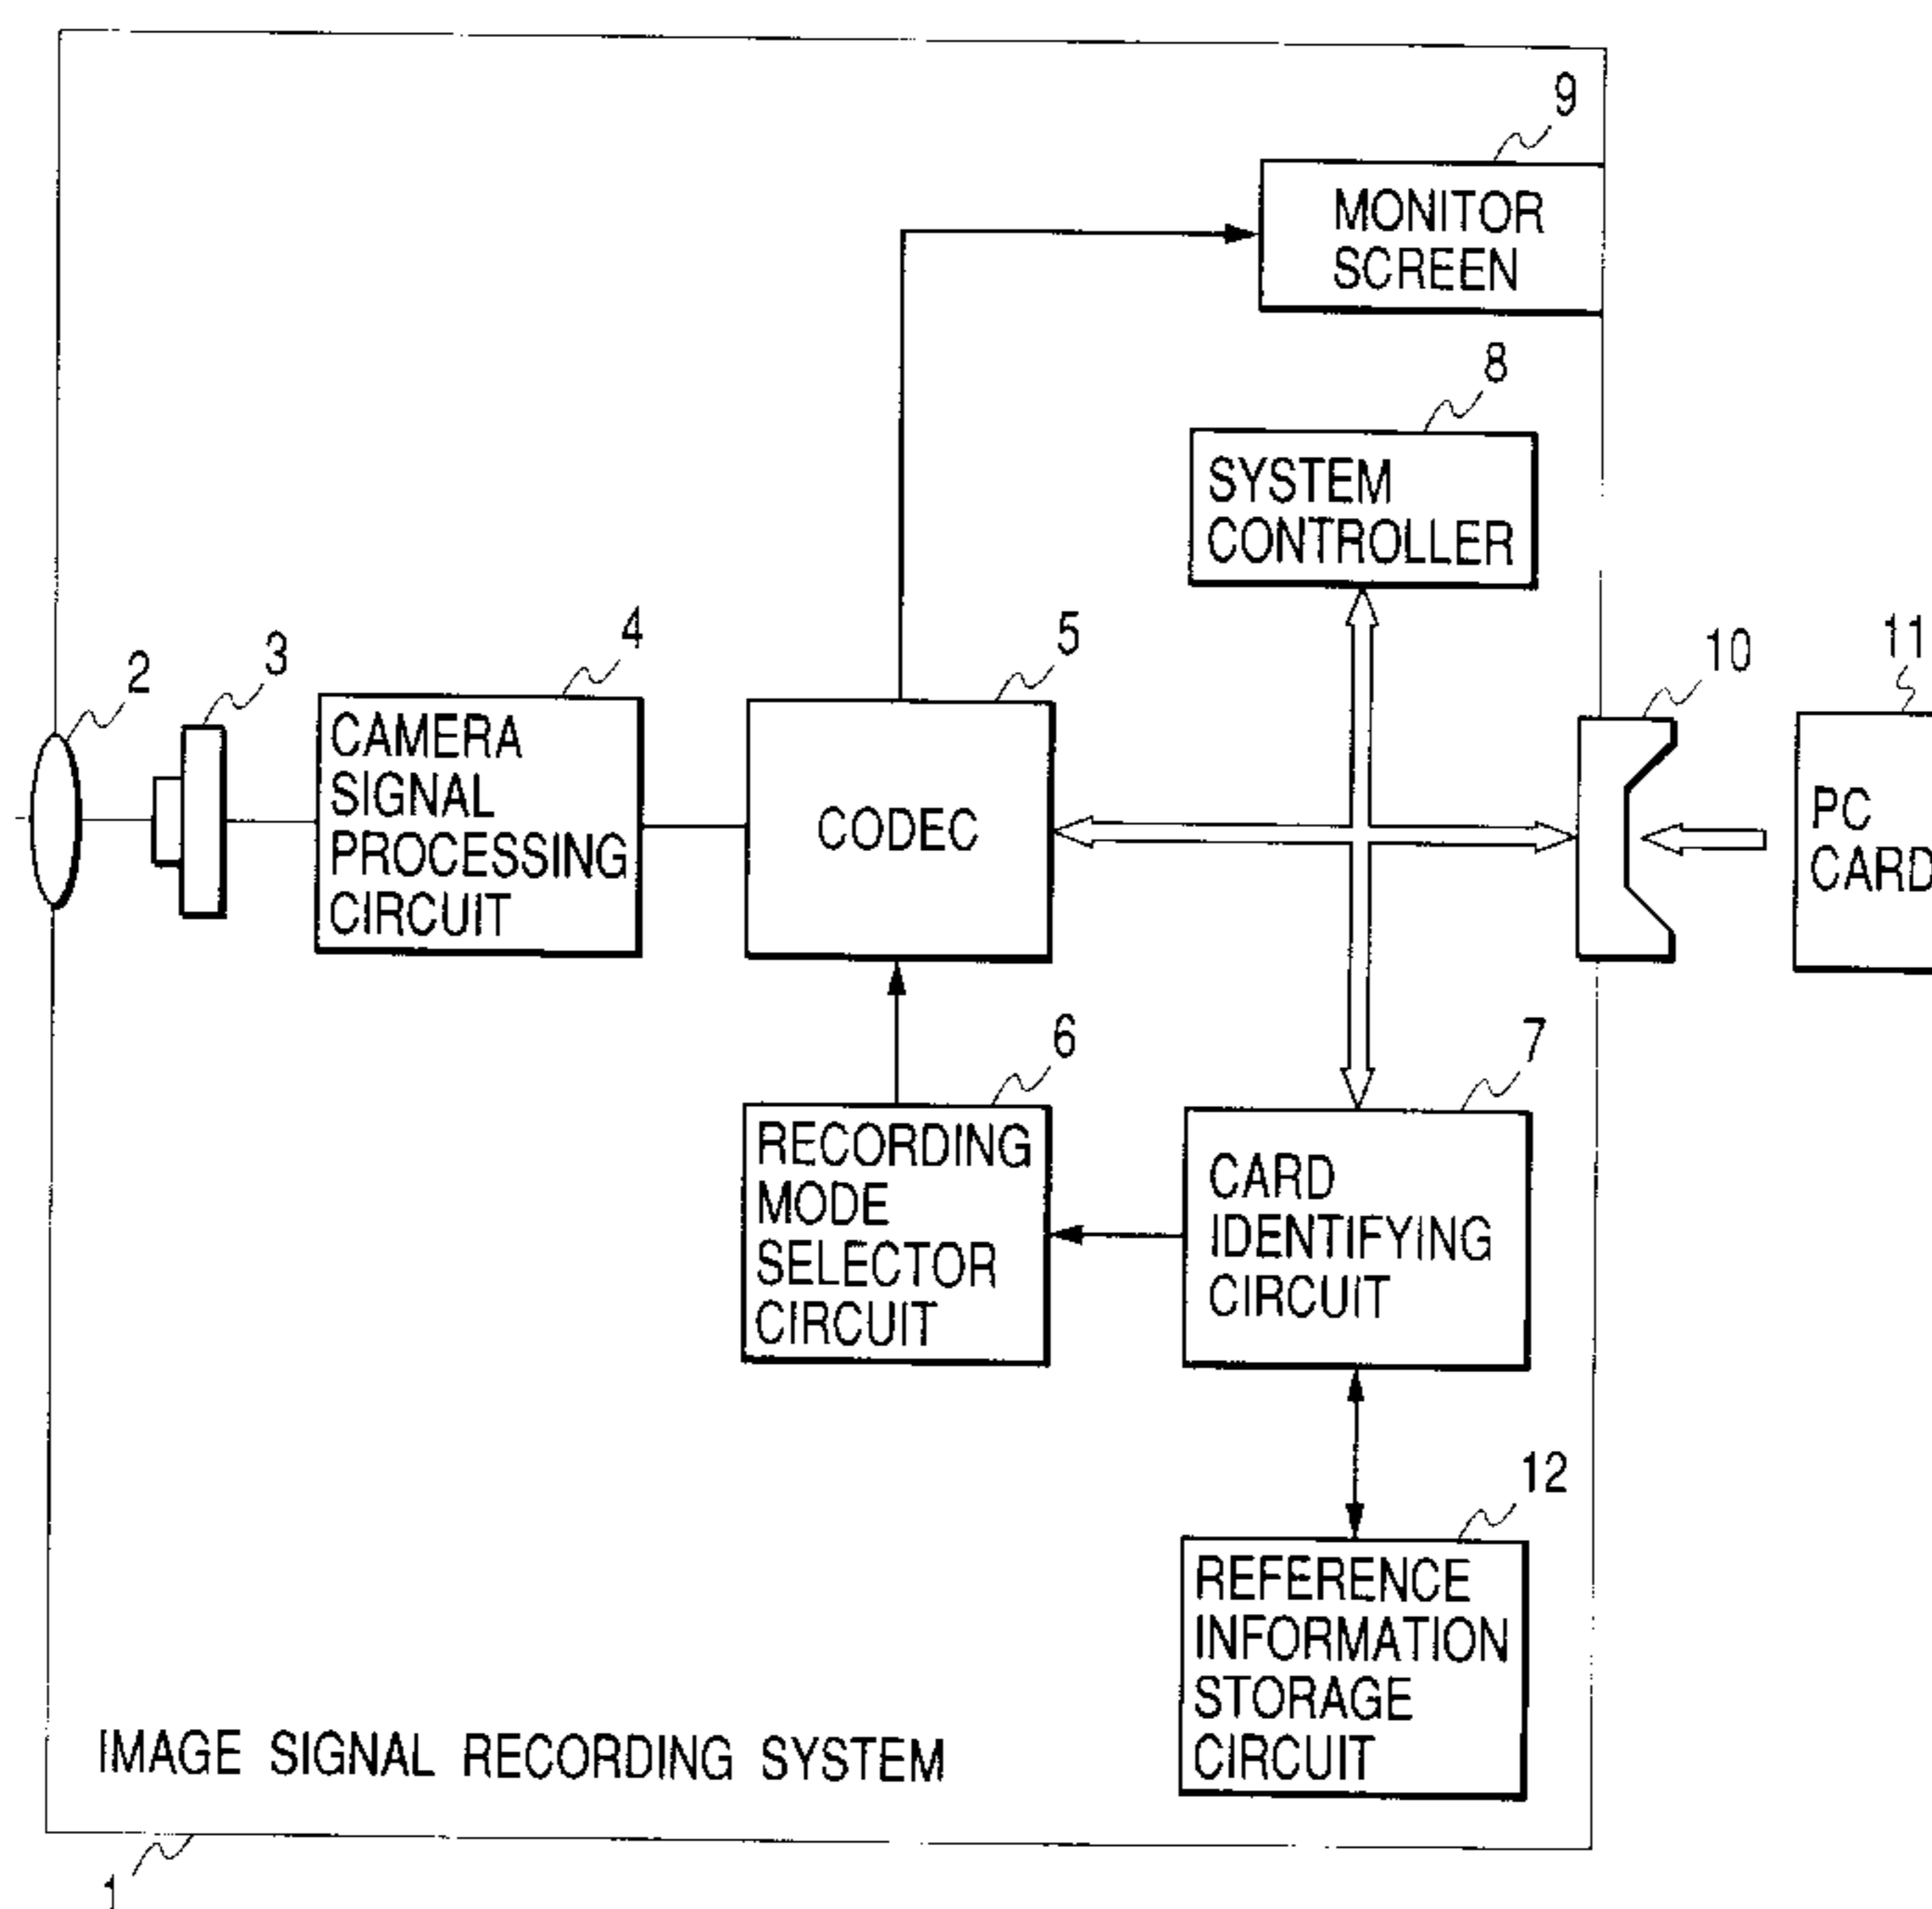 9
MONITOR
SCREEN
8
SYSTEM
CONTROLLER
2
3
4
5
10
11
CAMERA
SIGNAL
PROCESSING
CIRCUIT
CODEC
PC
CARD
6
7
RECORDING
MODE
SELECTOR
CIRCUIT
CARD
IDENTIFYING
CIRCUIT
12
REFERENCE
INFORMATION
STORAGE
CIRCUIT
IMAGE SIGNAL RECORDING SYSTEM
1